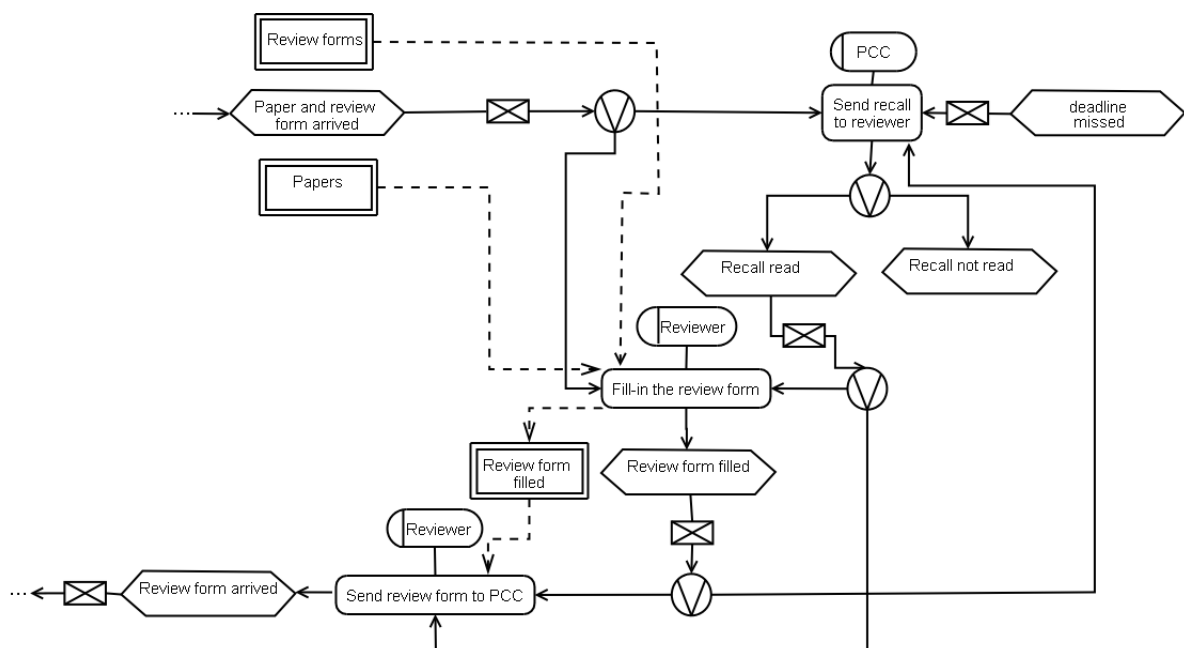 Review forms
PCC
Paper and review
form arrived
Send recall
to reviewer
deadline
missed
Papers
Recall read
Recall not read
Reviewer
Fill-in the review form
Review form
filled
Review form filled
Reviewer
Review form arrived
Send review form to PCC